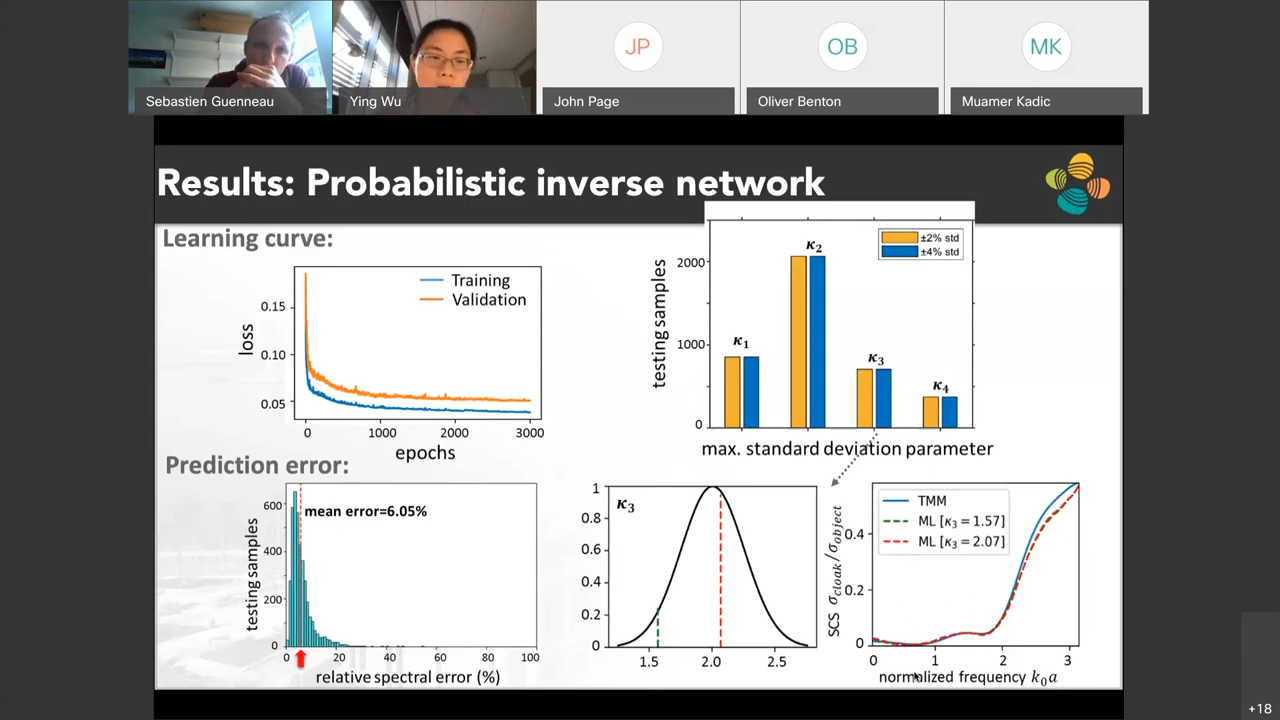 JP
OB
MK
Sebastien Guenneau
Ying Wu
John Page
Oliver Benton
Muamer Kadic
Results: Probabilistic inverse network
Learning curve:
Training
Validation
0.15
0.10
0.05
loss
0
1000
2000
3000
epochs
±2% std
±4% std
2000
1000
0
testing samples
κ1
κ2
κ3
κ4
max. standard deviation parameter
Prediction error:
mean error=6.05%
600
400
200
0
testing samples
0
20
40
60
80
100
relative spectral error (%)
κ3
1
0.8
0.6
0.4
0.2
0
1.5
2.0
2.5
TMM
ML [κ3 = 1.57]
ML [κ3 = 2.07]
SCS σcloak/σobject
0.4
0.2
0
0
1
2
3
normalized frequency k0a
+18